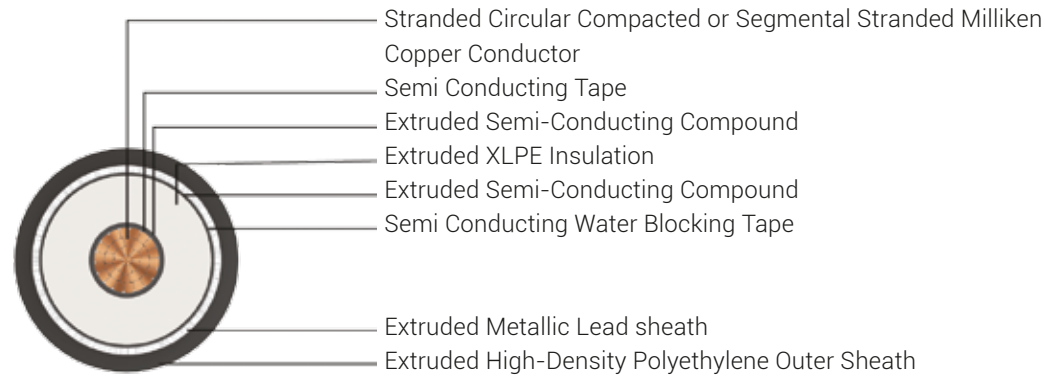 Stranded Circular Compacted or Segmental Stranded Milliken
Copper Conductor
Semi Conducting Tape
Extruded Semi-Conducting Compound
Extruded XLPE Insulation
Extruded Semi-Conducting Compound
Semi Conducting Water Blocking Tape
Extruded Metallic Lead sheath
Extruded High-Density Polyethylene Outer Sheath